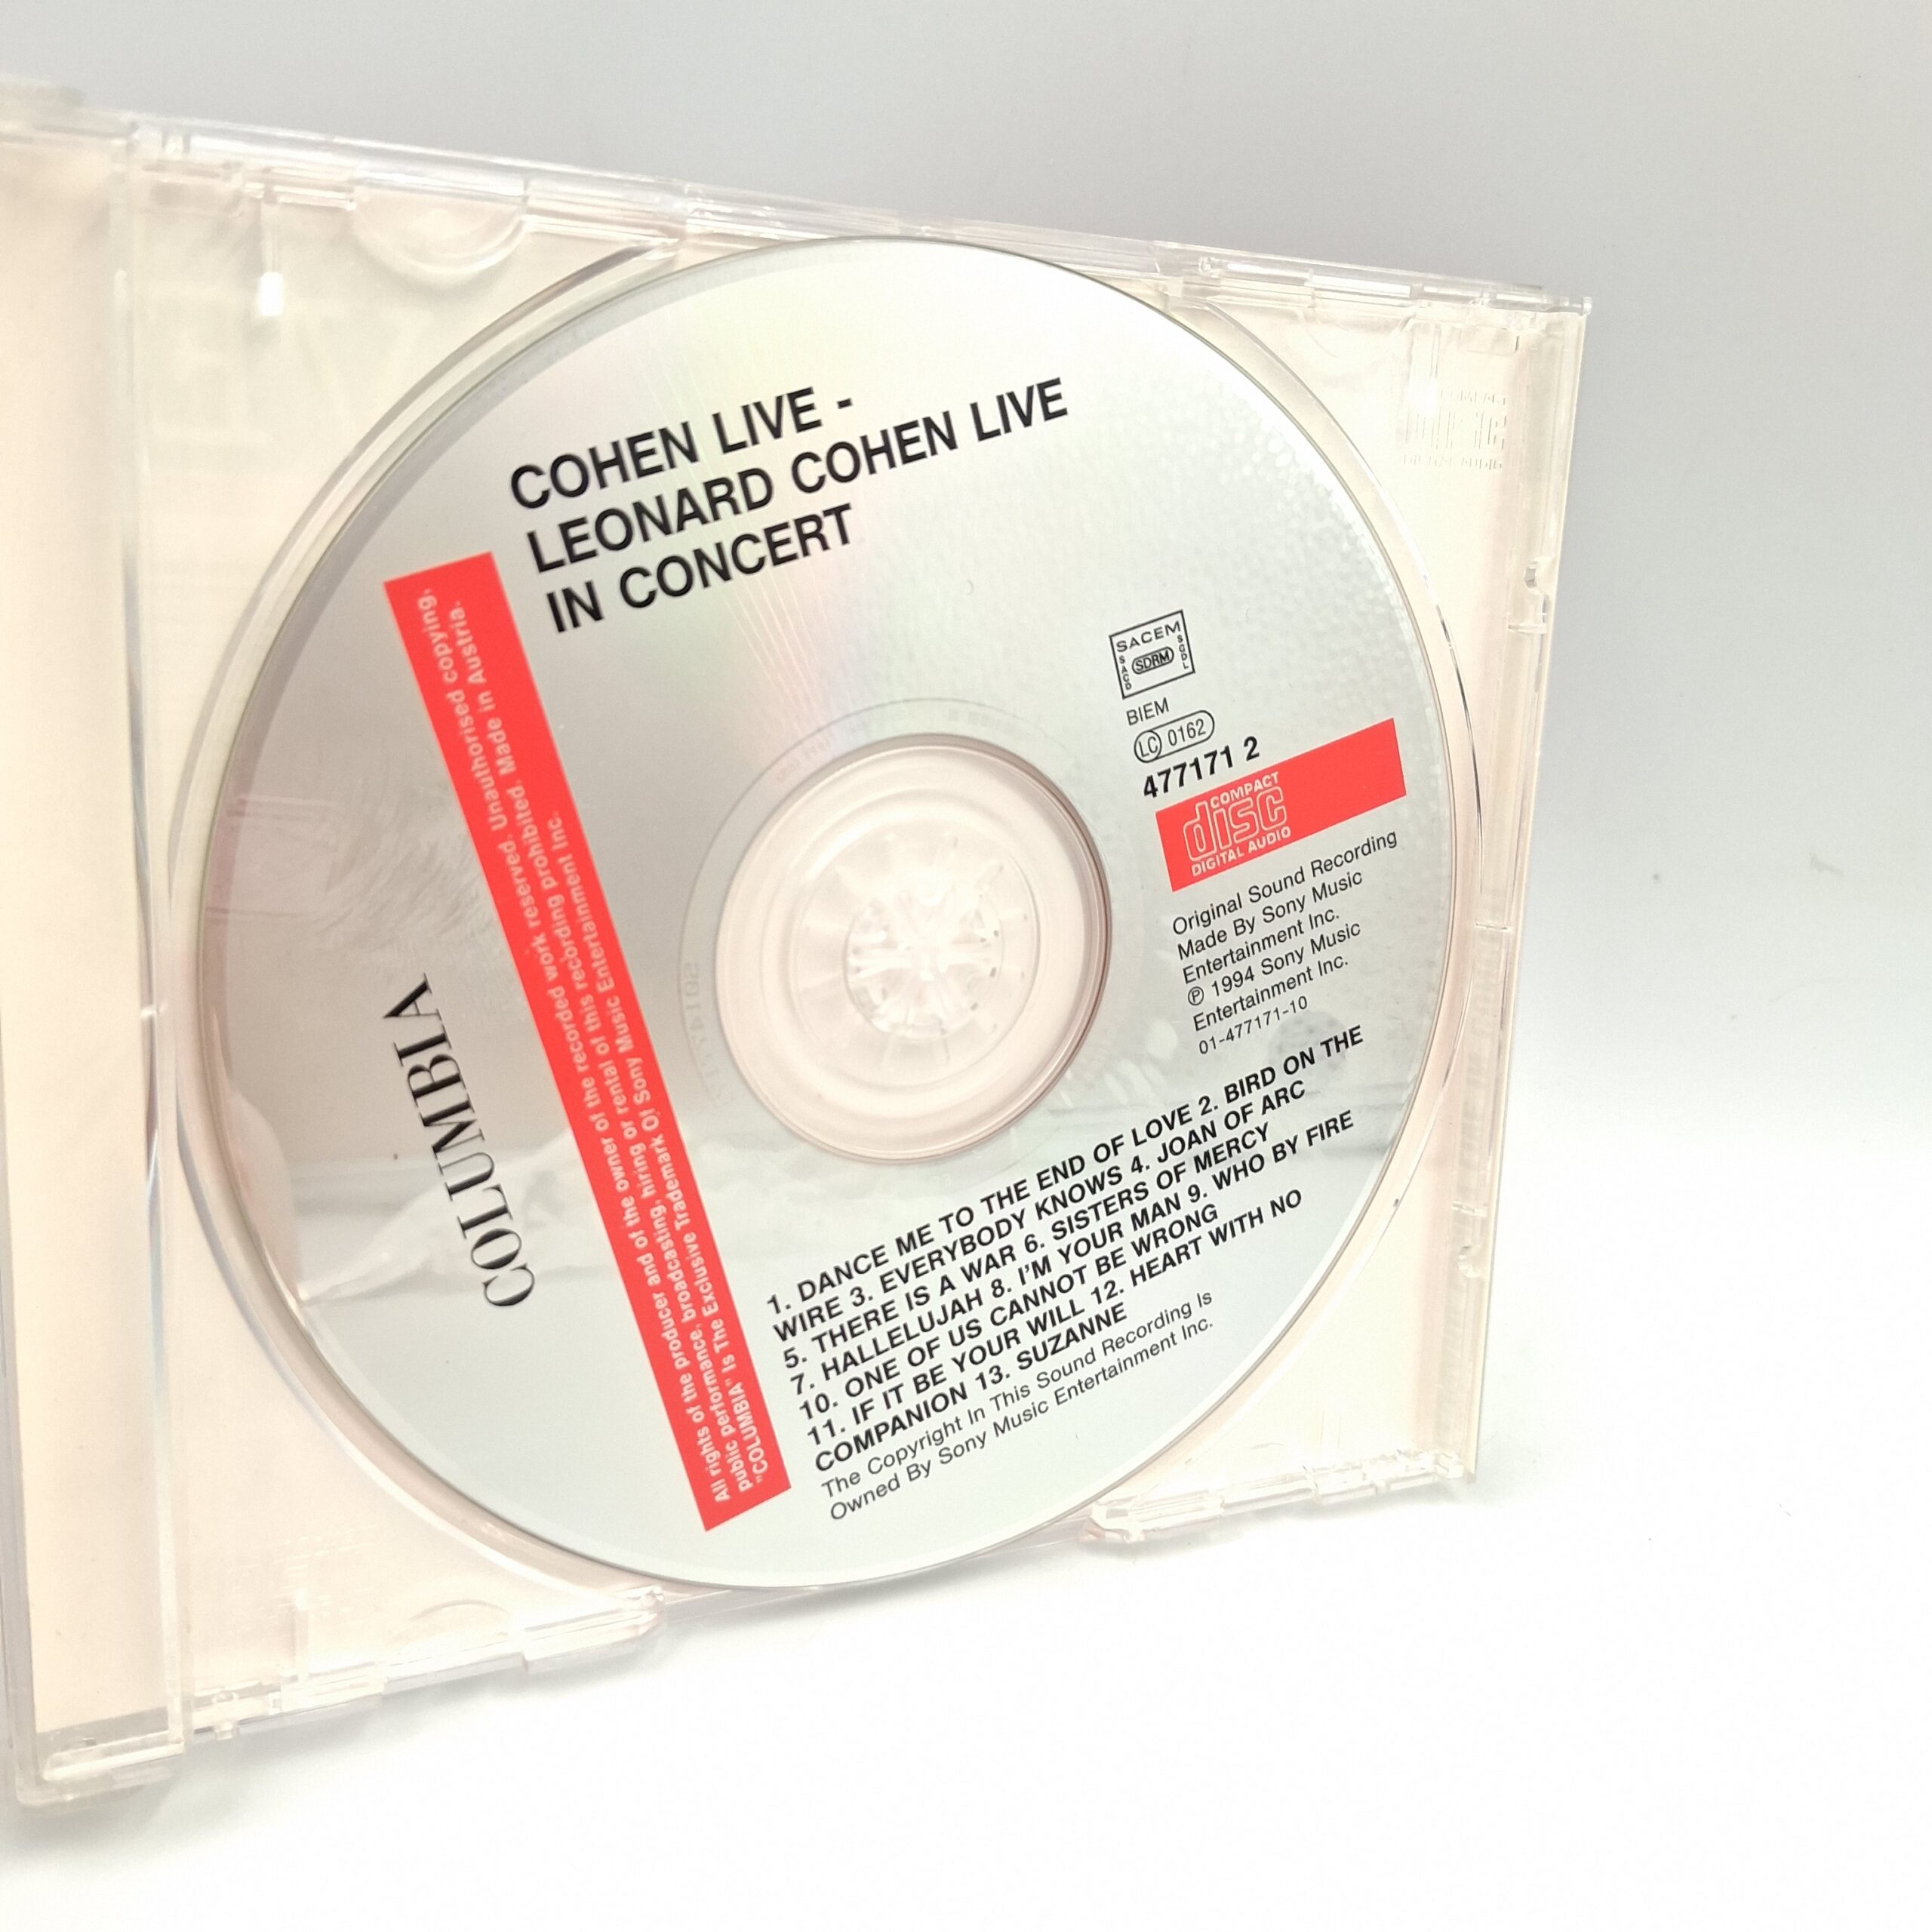 COHEN LIVE -
LEONARD COHEN LIVE
IN CONCERT
SACEM
SACD
SDRM
SGDL
BIEM
LC 0162
477171 2
COMPACT
disc
DIGITAL AUDIO
Original Sound Recording
Made By Sony Music
Entertainment Inc.
℗ 1994 Sony Music
Entertainment Inc.
01-477171-10
COLUMBIA
All rights of the producer and of the owner of the recorded work reserved. Unauthorised copying,
public performance, broadcasting, hiring or rental of this recording prohibited. Made in Austria.
"COLUMBIA" Is The Exclusive Trademark Of Sony Music Entertainment Inc.
1. DANCE ME TO THE END OF LOVE 2. BIRD ON THE
WIRE 3. EVERYBODY KNOWS 4. JOAN OF ARC
5. THERE IS A WAR 6. SISTERS OF MERCY
7. HALLELUJAH 8. I'M YOUR MAN 9. WHO BY FIRE
10. ONE OF US CANNOT BE WRONG
11. IF IT BE YOUR WILL 12. HEART WITH NO
COMPANION 13. SUZANNE
The Copyright In This Sound Recording Is
Owned By Sony Music Entertainment Inc.